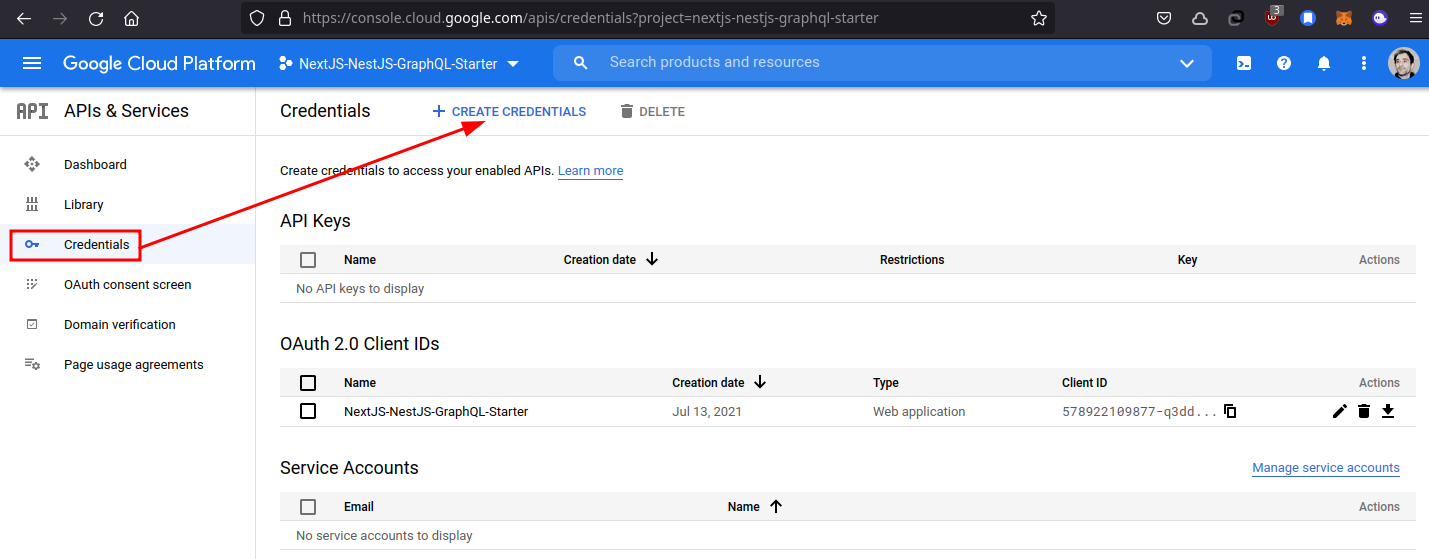 https://console.cloud.google.com/apis/credentials?project=nextjs-nestjs-graphql-starter
3
Google Cloud Platform
NextJS-NestJS-GraphQL-Starter
Search products and resources
API APIs & Services
Credentials
+ CREATE CREDENTIALS
DELETE
Dashboard
Library
Credentials
OAuth consent screen
Domain verification
Page usage agreements
Create credentials to access your enabled APIs. Learn more
API Keys
Name Creation date Restrictions Key Actions
No API keys to display
OAuth 2.0 Client IDs
Name Creation date Type Client ID Actions
NextJS-NestJS-GraphQL-Starter Jul 13, 2021 Web application 578922109877-q3dd...
Service Accounts Manage service accounts
Email Name Actions
No service accounts to display